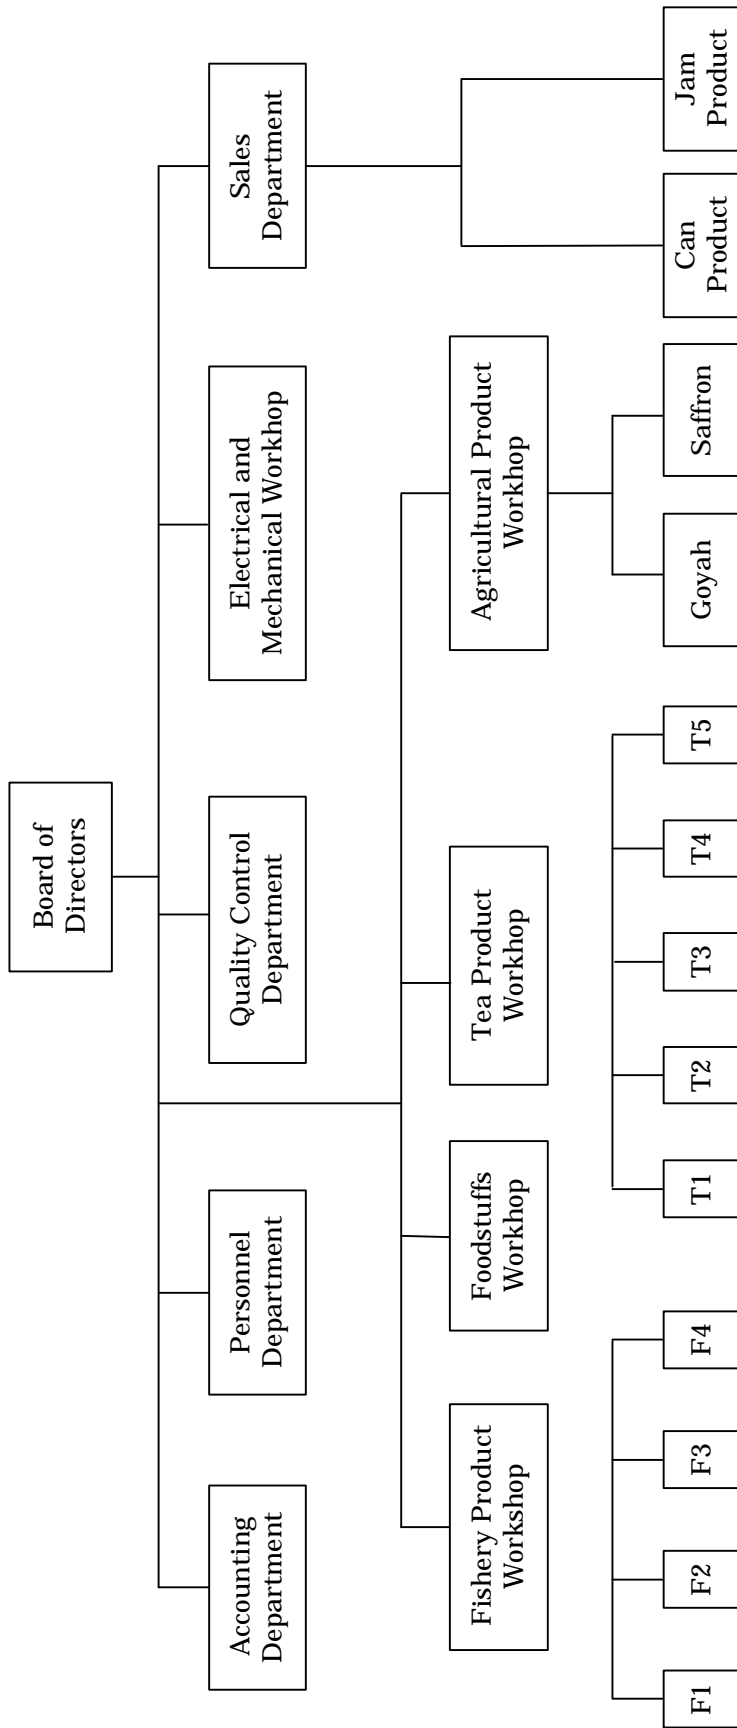 Board of
Directors
Accounting
Department
Personnel
Department
Quality Control
Department
Electrical and
Mechanical Workhop
Sales
Department
Fishery Product
Workshop
Foodstuffs
Workhop
Tea Product
Workhop
Agricultural Product
Workhop
F1
F2
F3
F4
T1
T2
T3
T4
T5
Goyah
Saffron
Can
Product
Jam
Product